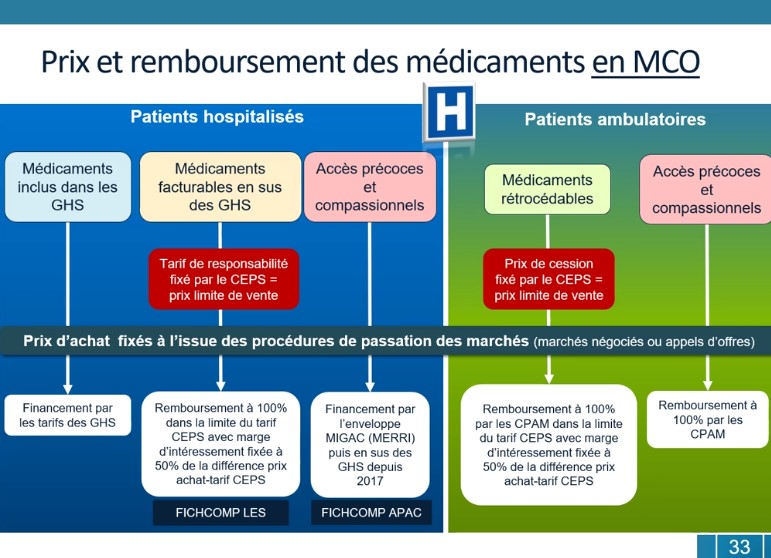 Prix et remboursement des médicaments en MCO
Patients hospitalisés
H
Patients ambulatoires
Médicaments
inclus dans les
GHS
Médicaments
facturables en sus
des GHS
Accès précoces
et
compassionnels
Médicaments
rétrocédables
Accès précoces
et
compassionnels
Tarif de responsabilité
fixé par le CEPS =
prix limite de vente
Prix de cession
fixé par le CEPS =
prix limite de vente
Prix d'achat fixés à l'issue des procédures de passation des marchés (marchés négociés ou appels d'offres)
Financement par
les tarifs des GHS
Remboursement à 100%
dans la limite du tarif
CEPS avec marge
d'intéressement fixée à
50% de la différence prix
achat-tarif CEPS
Financement par
l'enveloppe
MIGAC (MERRI)
puis en sus des
GHS depuis
2017
Remboursement à 100%
par les CPAM dans la limite
du tarif CEPS avec marge
d'intéressement fixée à
50% de la différence prix
achat-tarif CEPS
Remboursement à
100% par les
CPAM
FICHCOMP LES
FICHCOMP APAC
33